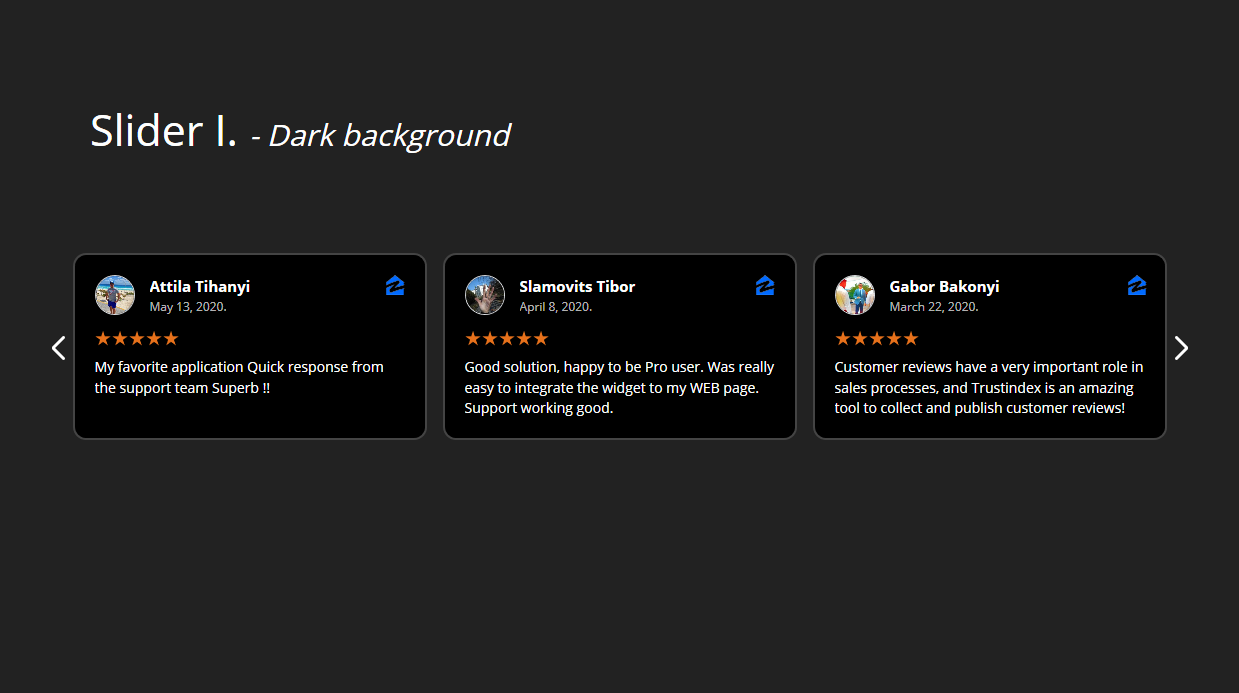 Slider I. - Dark background
Attila Tihanyi
May 13, 2020.
★★★★★
My favorite application Quick response from
the support team Superb !!
Slamovits Tibor
April 8, 2020.
★★★★★
Good solution, happy to be Pro user. Was really
easy to integrate the widget to my WEB page.
Support working good.
Gabor Bakonyi
March 22, 2020.
★★★★★
Customer reviews have a very important role in
sales processes, and Trustindex is an amazing
tool to collect and publish customer reviews!